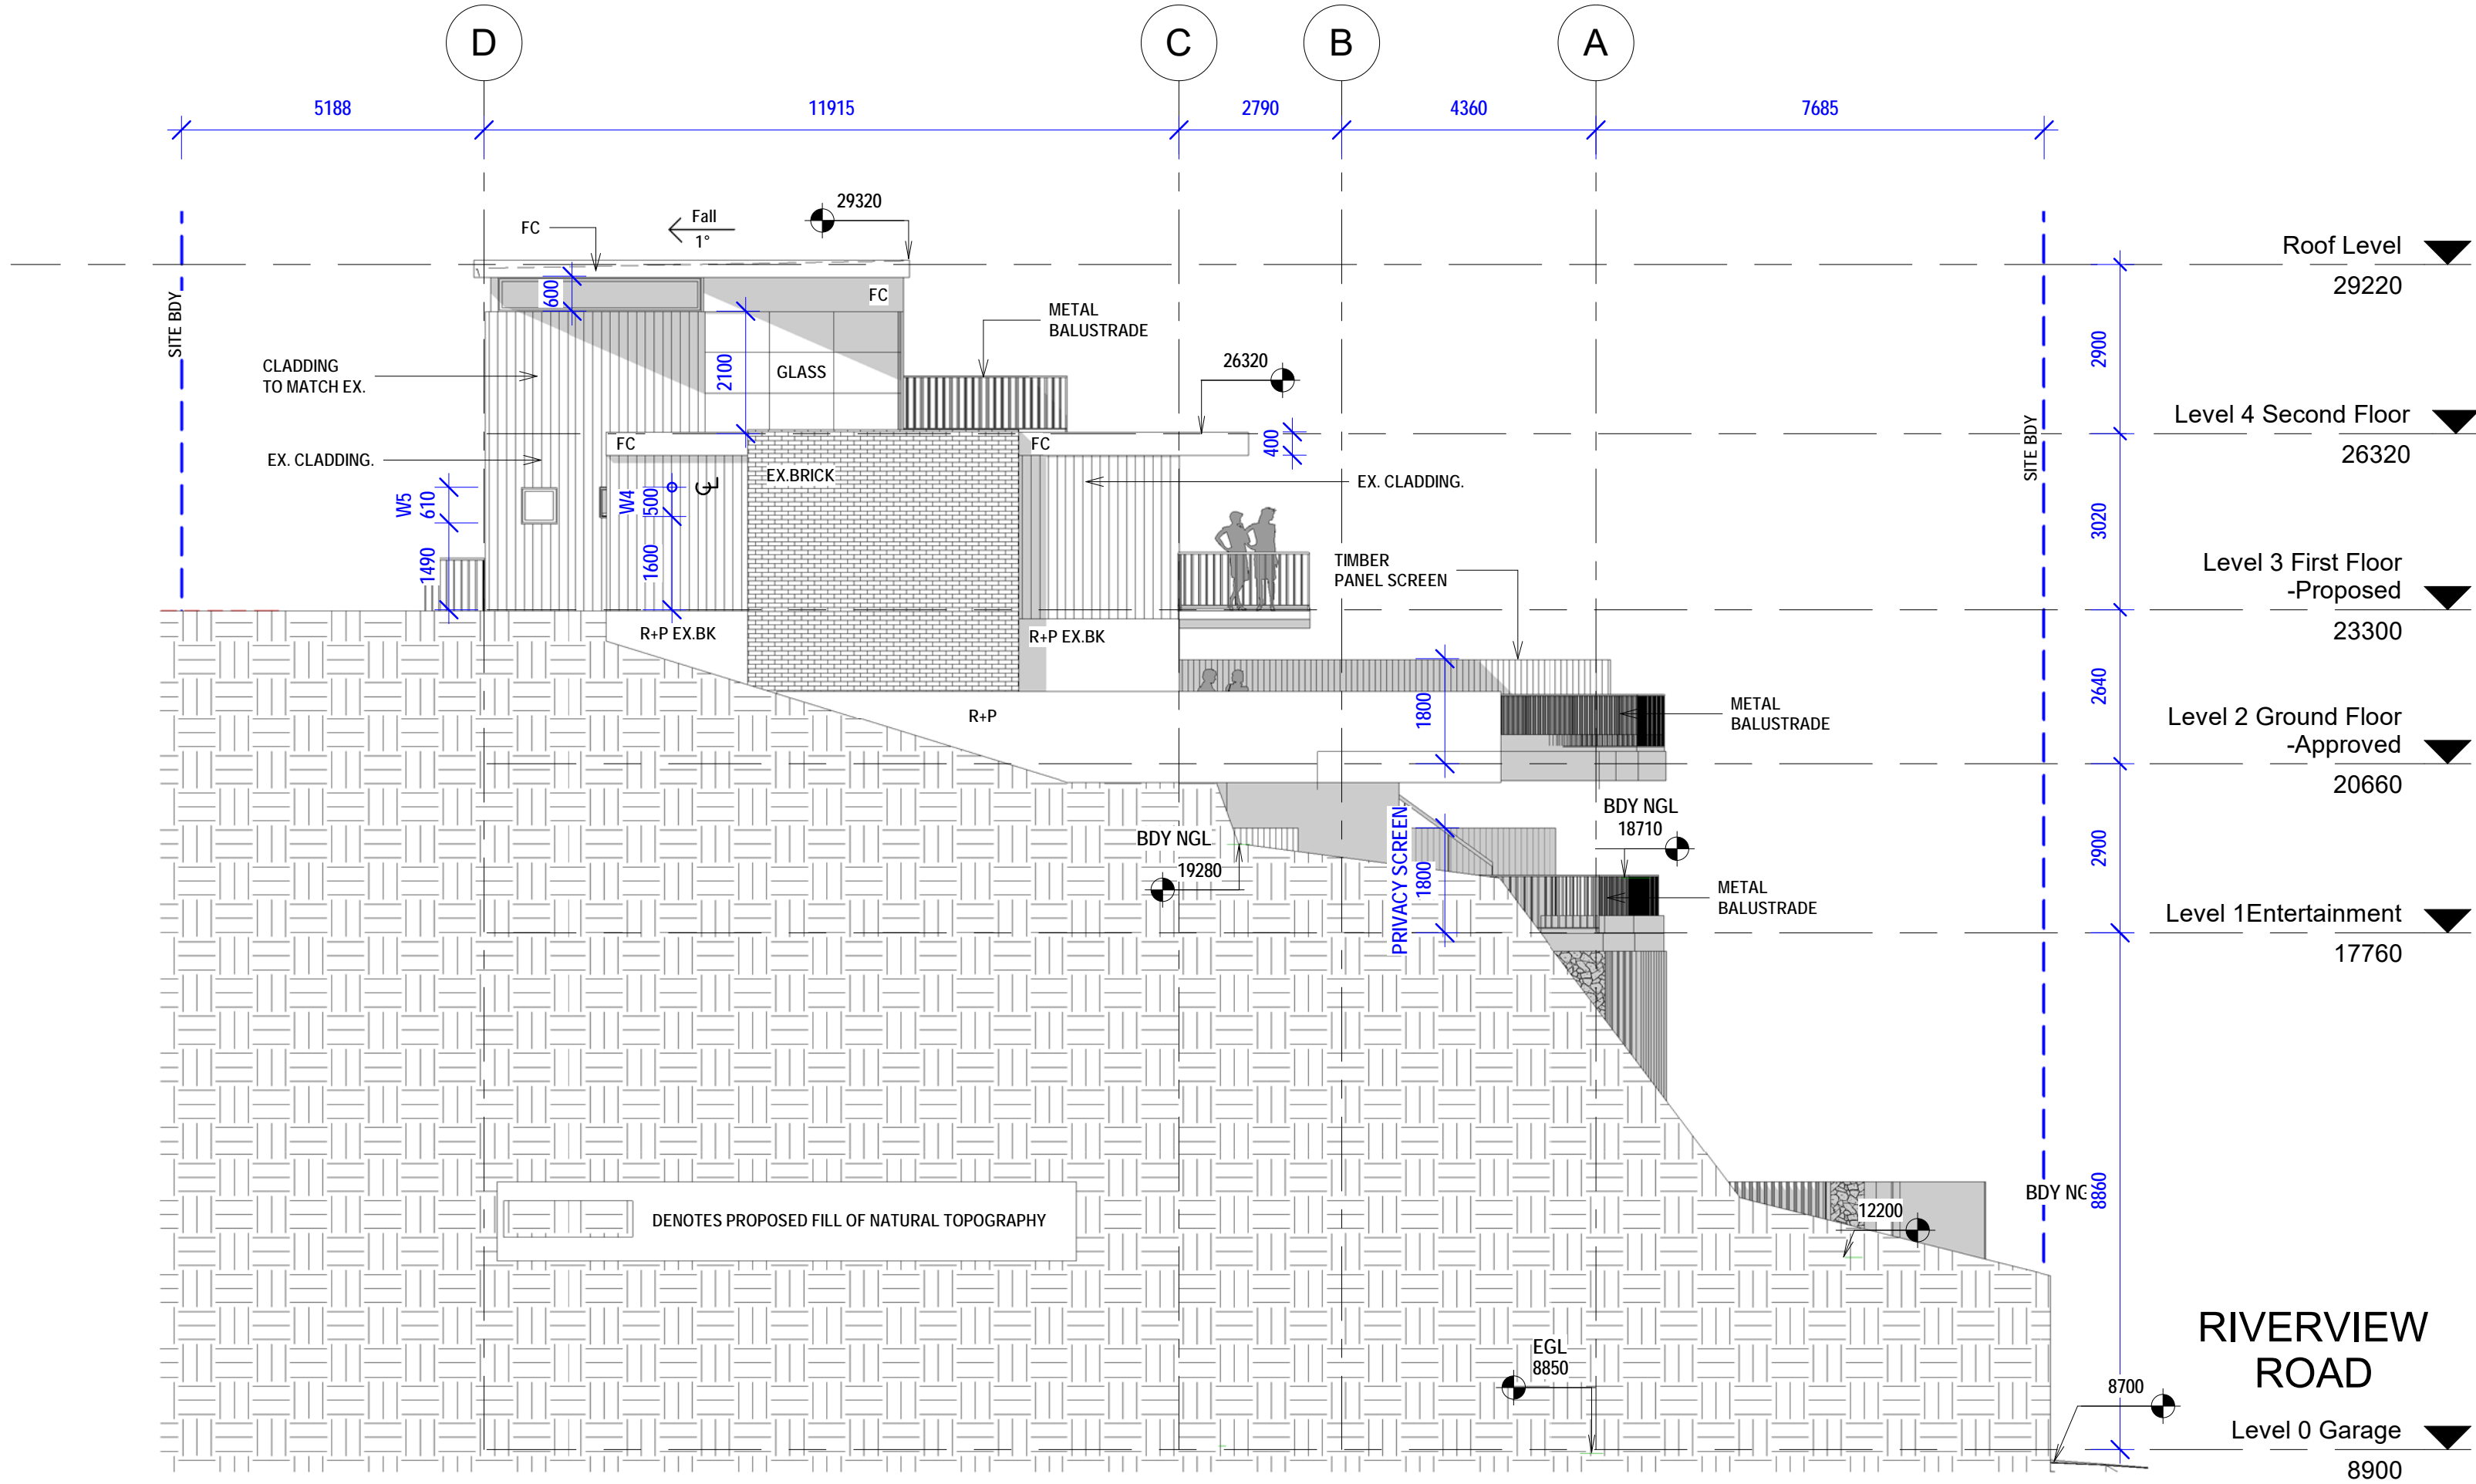 D
C
B
A
5188
11915
2790
4360
7685
29320
Fall
1°
FC
Roof Level
29220
SITE BDY
600
FC
METAL
BALUSTRADE
2900
CLADDING
TO MATCH EX.
2100
GLASS
26320
Level 4 Second Floor
26320
SITE BDY
FC
FC
400
EX. CLADDING.
EX.BRICK
EX. CLADDING.
W5
610
W4
500
3020
1490
1600
TIMBER
PANEL SCREEN
Level 3 First Floor
-Proposed
23300
R+P EX.BK
R+P EX.BK
2640
R+P
1800
METAL
BALUSTRADE
Level 2 Ground Floor
-Approved
20660
BDY NGL
18710
BDY NGL
19280
PRIVACY SCREEN
1800
2900
METAL
BALUSTRADE
Level 1Entertainment
17760
BDY NG
8860
12200
DENOTES PROPOSED FILL OF NATURAL TOPOGRAPHY
RIVERVIEW
ROAD
EGL
8850
8700
Level 0 Garage
8900